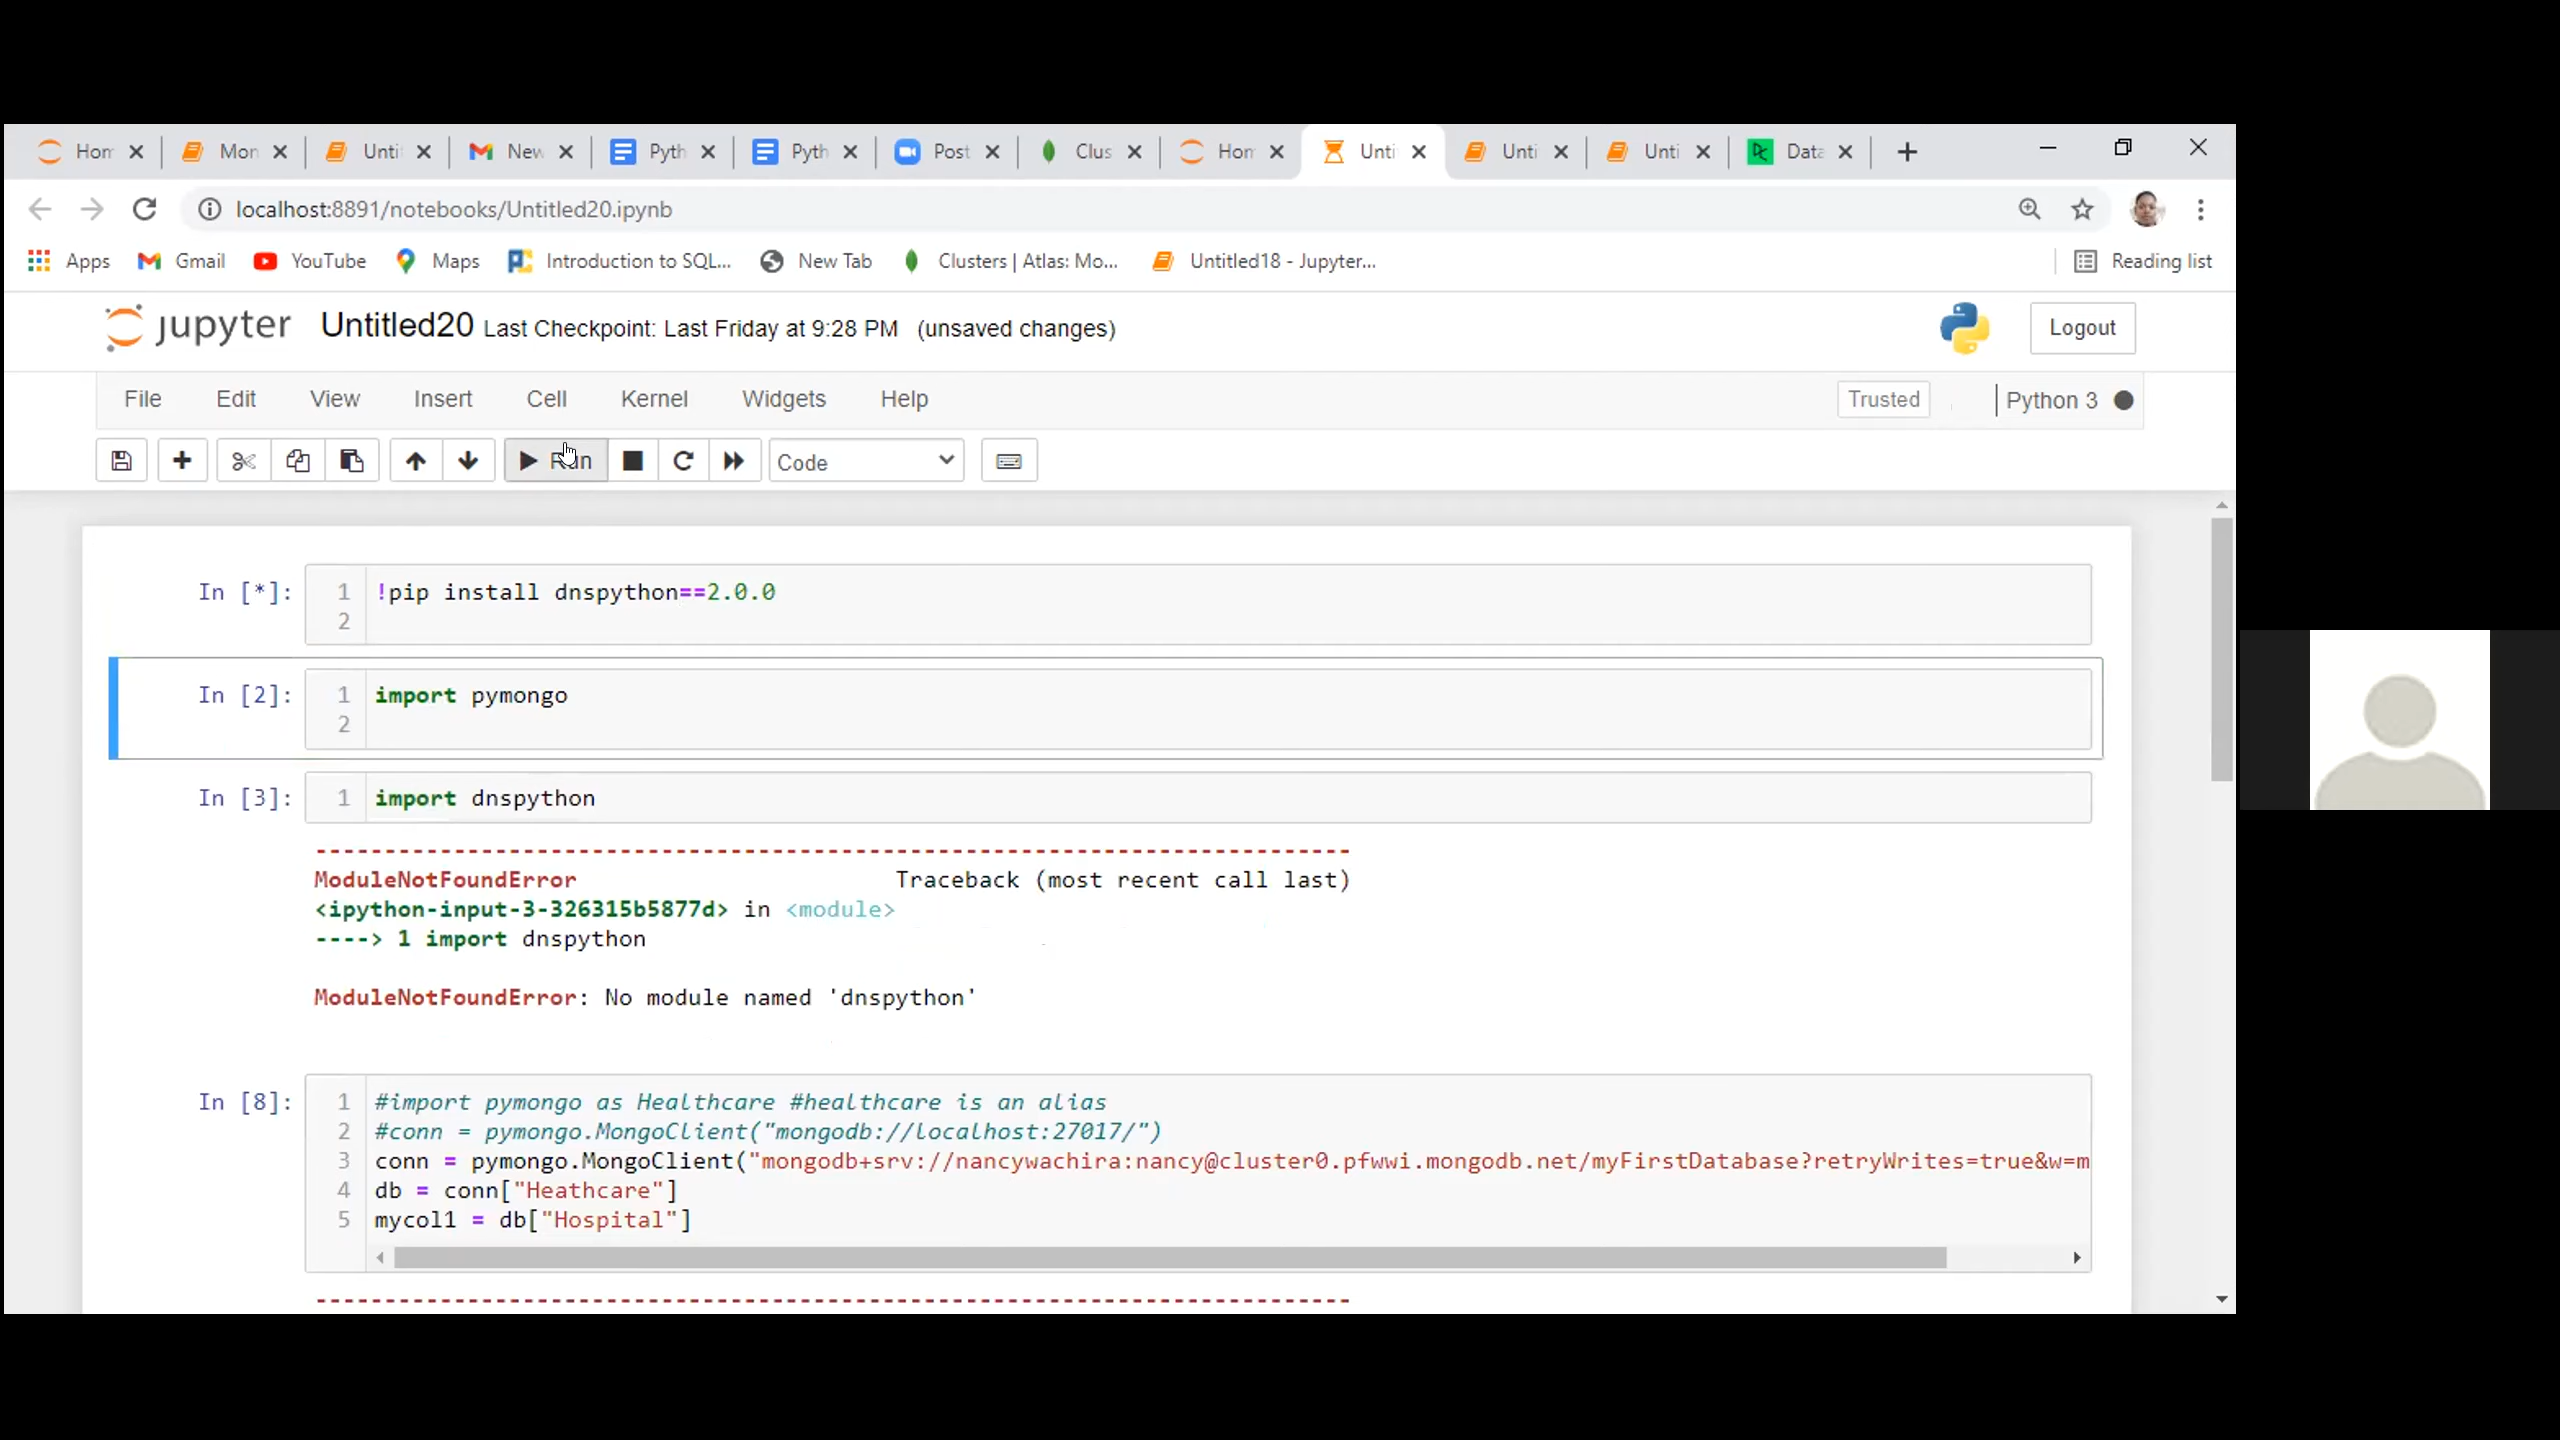 Hom
Mon
Unti
New
Pyth
Pyth
Post
Clus
Hom
Unti
Unti
Unti
Data
localhost:8891/notebooks/Untitled20.ipynb
Apps
Gmail
YouTube
Maps
Introduction to SQL...
New Tab
Clusters | Atlas: Mo...
Untitled18 - Jupyter...
Reading list
jupyter
Untitled20 Last Checkpoint: Last Friday at 9:28 PM (unsaved changes)
Logout
File
Edit
View
Insert
Cell
Kernel
Widgets
Help
Trusted
Python 3
Run
Code
In [*]:
1 !pip install dnspython==2.0.0
2
In [2]:
1 import pymongo
2
In [3]:
1 import dnspython
---------------------------------------------------------------------------
ModuleNotFoundError Traceback (most recent call last)
<ipython-input-3-326315b5877d> in <module>
----> 1 import dnspython
ModuleNotFoundError: No module named 'dnspython'
In [8]:
1 #import pymongo as Healthcare #healthcare is an alias
2 #conn = pymongo.MongoClient("mongodb://localhost:27017/")
3 conn = pymongo.MongoClient("mongodb+srv://nancywachira:nancy@cluster0.pfwwi.mongodb.net/myFirstDatabase?retryWrites=true&w=m
4 db = conn["Heathcare"]
5 mycol1 = db["Hospital"]
---------------------------------------------------------------------------